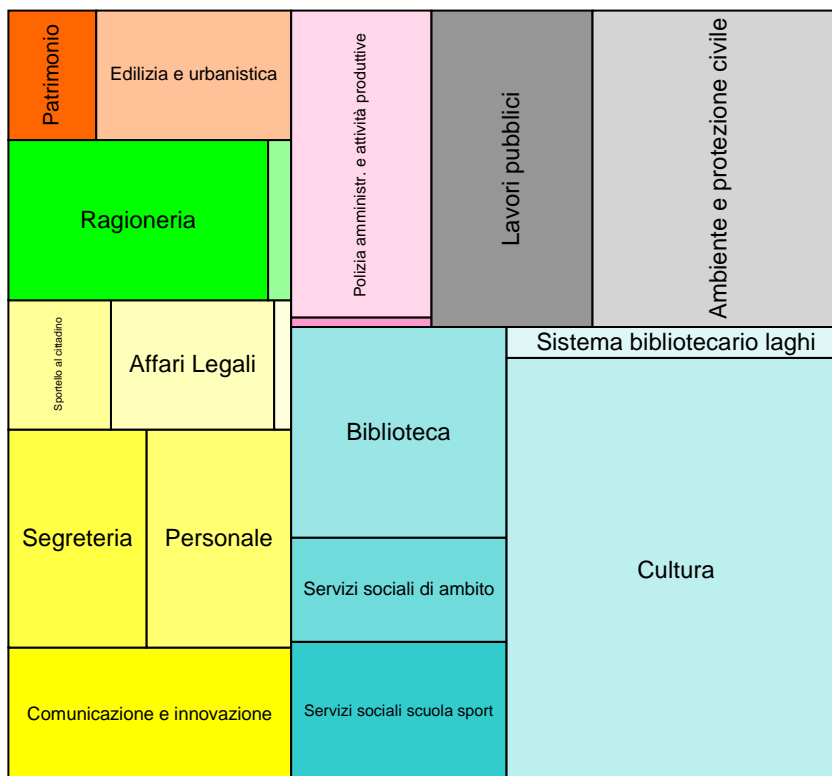 Patrimonio
Edilizia e urbanistica
Polizia amministr. e attività produttive
Lavori pubblici
Ambiente e protezione civile
Ragioneria
Sportello al cittadino
Affari Legali
Sistema bibliotecario laghi
Biblioteca
Segreteria
Personale
Cultura
Servizi sociali di ambito
Comunicazione e innovazione
Servizi sociali scuola sport